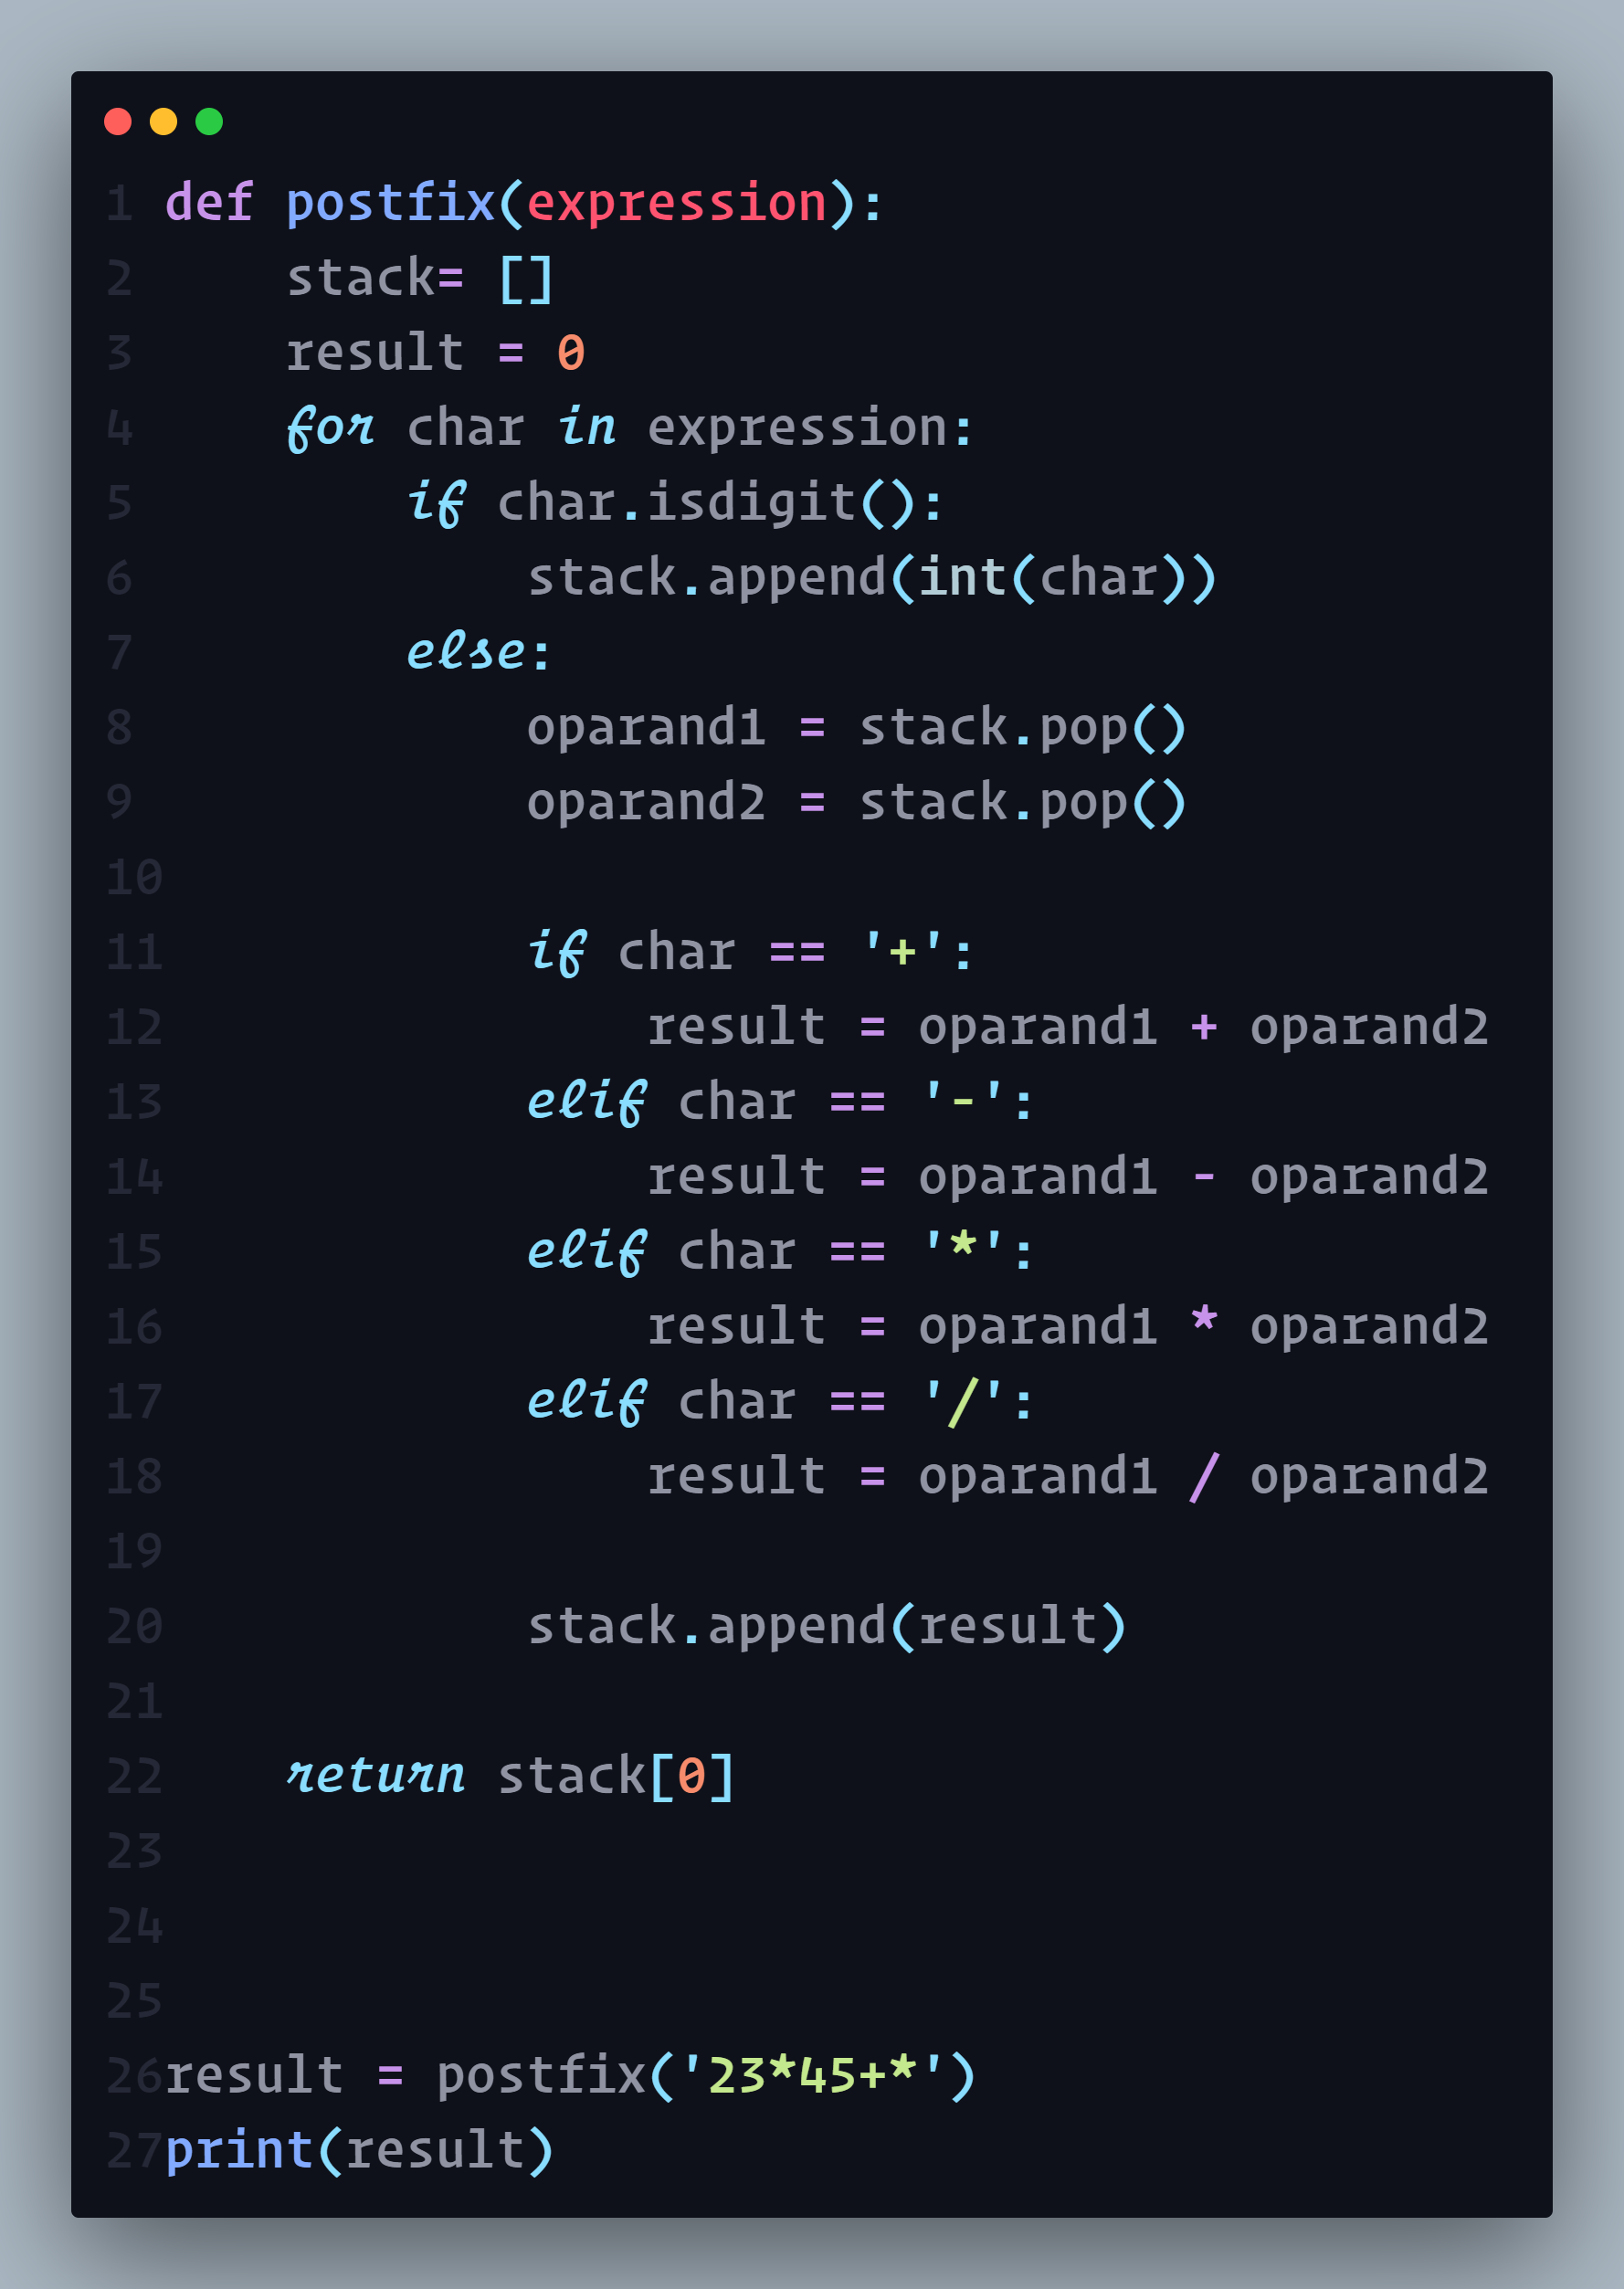 1 def postfix(expression):
2     stack= []
3     result = 0
4     for char in expression:
5         if char.isdigit():
6             stack.append(int(char))
7         else:
8             oparand1 = stack.pop()
9             oparand2 = stack.pop()
10
11             if char == '+':
12                 result = oparand1 + oparand2
13             elif char == '-':
14                 result = oparand1 - oparand2
15             elif char == '*':
16                 result = oparand1 * oparand2
17             elif char == '/':
18                 result = oparand1 / oparand2
19
20             stack.append(result)
21
22     return stack[0]
23
24
25
26 result = postfix('23*45+*')
27 print(result)